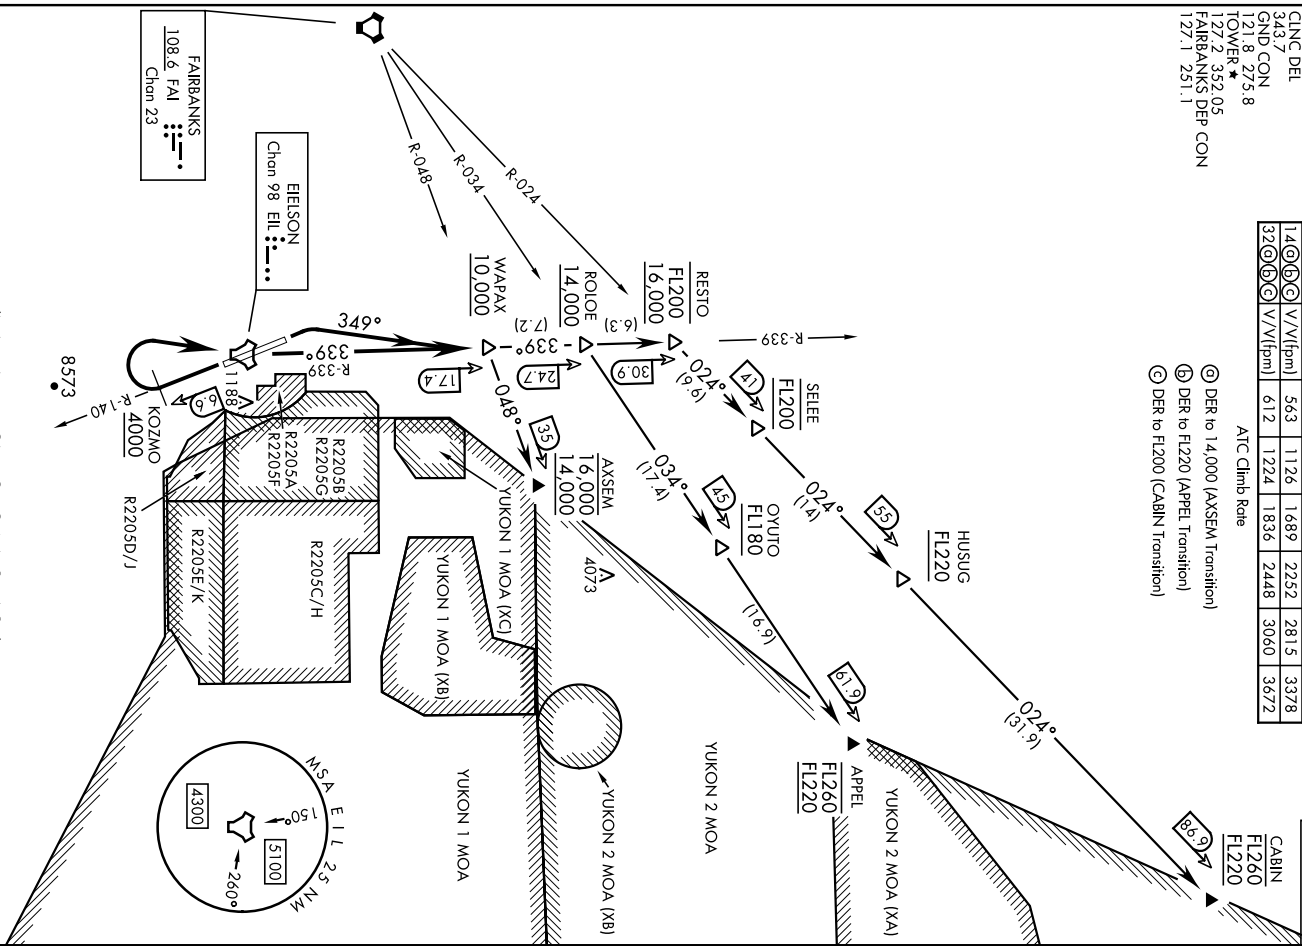 CLNC DEL
343.7
GND CON
121.8 275.8
TOWER ★
127.2 352.05
FAIRBANKS DEP CON
127.1 251.1
ATC Climb Rate
14ⓐⓑⓒ V/V(fpm) 563 1126 1689 2252 2815 3378
32ⓐⓑⓒ V/V(fpm) 612 1224 1836 2448 3060 3672
ⓐ DER to 14,000 (AXSEM Transition)
ⓑ DER to FL220 (APPEL Transition)
ⓒ DER to FL200 (CABIN Transition)
FAIRBANKS
108.6 FAI
Chan 23
EIELSON
Chan 98 EIL
R-048
R-034
R-024
WAPAX
10,000
ROLOE
14,000
RESTO
FL200
16,000
SELEE
FL200
HUSUG
FL220
CABIN
FL260
FL220
OYUTO
FL180
APPEL
FL260
FL220
AXSEM
16,000
14,000
KOZMO
4000
349°
339°
R-339
339°
(7.2)
(6.3)
R-339
17.4
24.7
30.9
41
55
86.9
45
61.9
35
6.6
024°
(9.6)
024°
(14)
024°
(31.9)
034°
(17.4)
(16.9)
048°
R-140
8573
1188
4073
R2205A
R2205F
R2205B
R2205G
R2205D/J
R2205E/K
R2205C/H
YUKON 1 MOA (XC)
YUKON 1 MOA (XB)
YUKON 1 MOA
YUKON 2 MOA (XB)
YUKON 2 MOA
YUKON 2 MOA (XA)
MSA EIL 25 NM
150°
260°
4300
5100